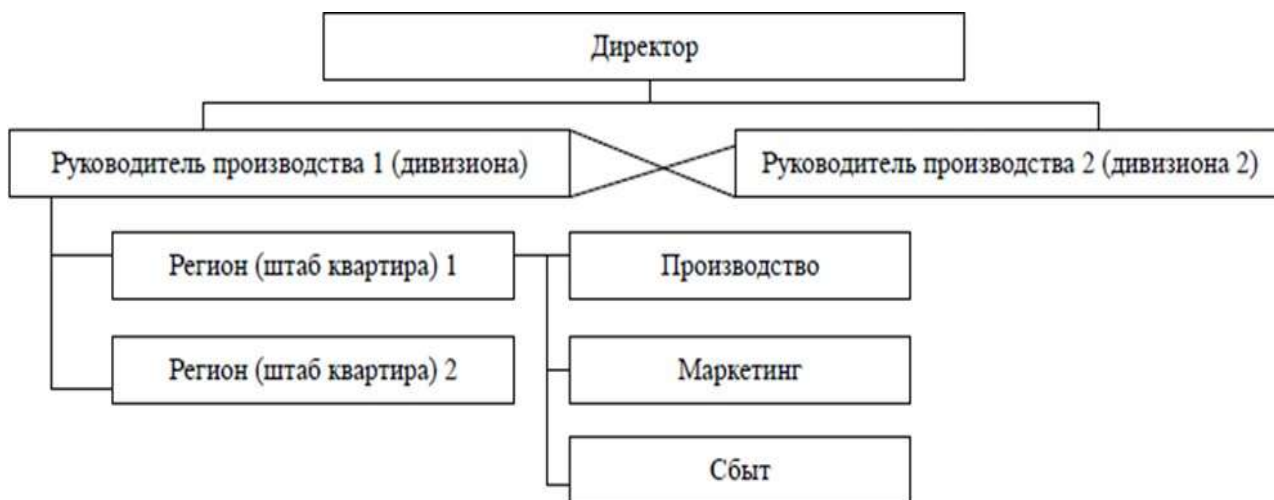 Директор
Руководитель производства 1 (дивизиона)
Руководитель производства 2 (дивизиона 2)
Регион (штаб квартира) 1
Производство
Регион (штаб квартира) 2
Маркетинг
Сбыт